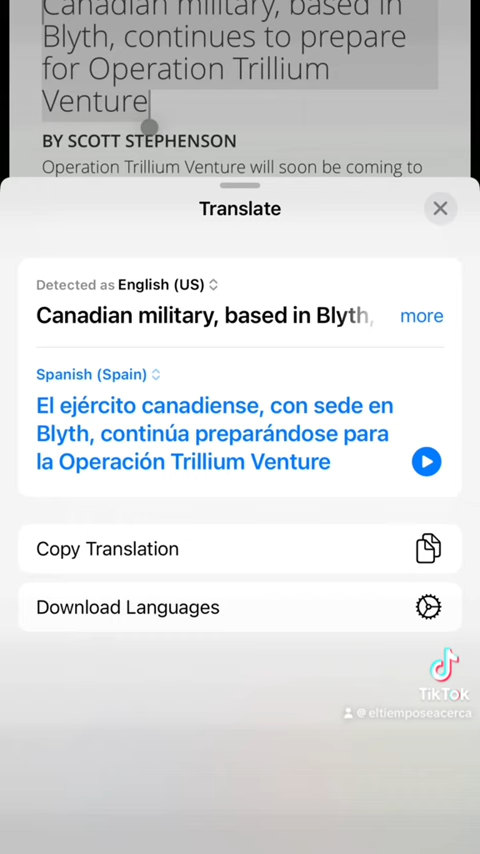 Canadian military, based in
Blyth, continues to prepare
for Operation Trillium
Venture
BY SCOTT STEPHENSON
Operation Trillium Venture will soon be coming to
Translate
Detected as English (US)
Canadian military, based in Blyth,
more
Spanish (Spain)
El ejército canadiense, con sede en
Blyth, continúa preparándose para
la Operación Trillium Venture
Copy Translation
Download Languages
TikTok
@eltiemposeacerca